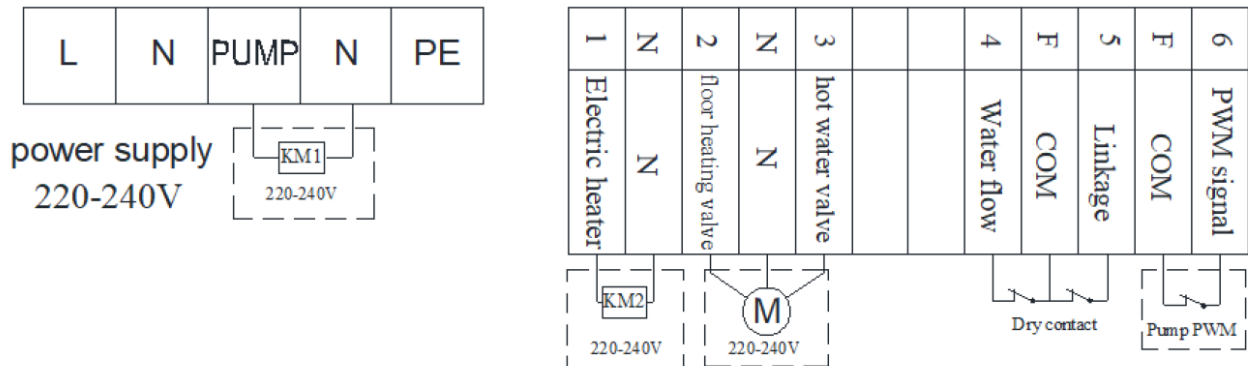 L N PUMP N PE
power supply
220-240V
KM1
220-240V
1 N 2 N 3 4 F 5 F 6
Electric heater
N
floor heating valve
N
hot water valve
Water flow
COM
Linkage
COM
PWM signal
KM2
220-240V
M
220-240V
Dry contact
Pump PWM